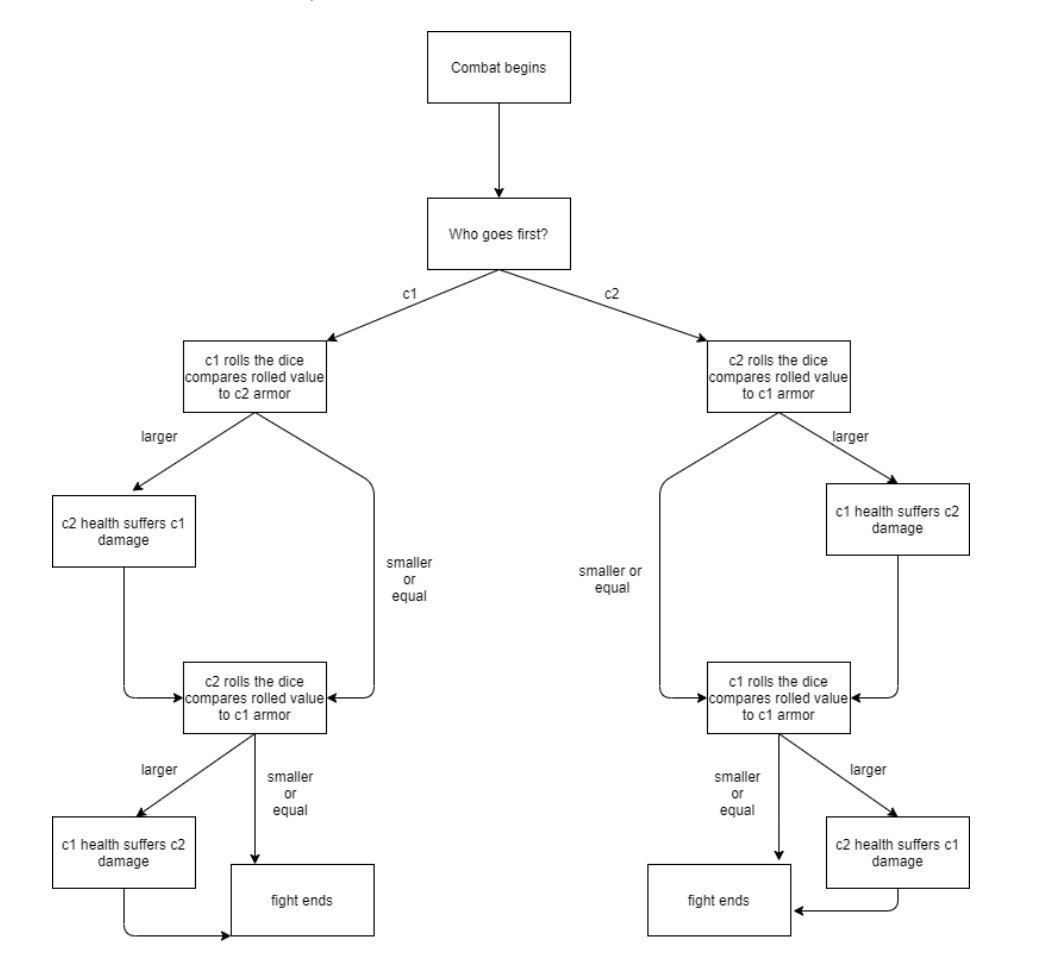 Combat begins
Who goes first?
c1
c2
c1 rolls the dice
compares rolled value
to c2 armor
c2 rolls the dice
compares rolled value
to c1 armor
larger
larger
c2 health suffers c1
damage
c1 health suffers c2
damage
smaller
or
equal
smaller or
equal
c2 rolls the dice
compares rolled value
to c1 armor
c1 rolls the dice
compares rolled value
to c1 armor
larger
smaller
or
equal
smaller
or
equal
larger
c1 health suffers c2
damage
c2 health suffers c1
damage
fight ends
fight ends